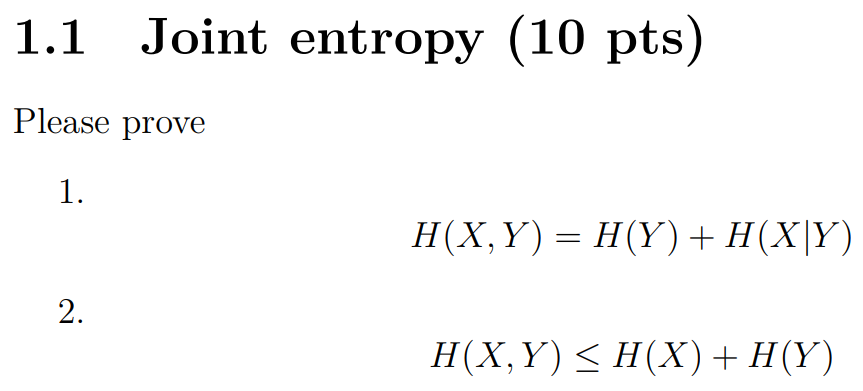 1.1 Joint entropy (10 pts)
Please prove
1.
H(X, Y) = H(Y) + H(X|Y)
2.
H(X, Y) ≤ H(X) + H(Y)